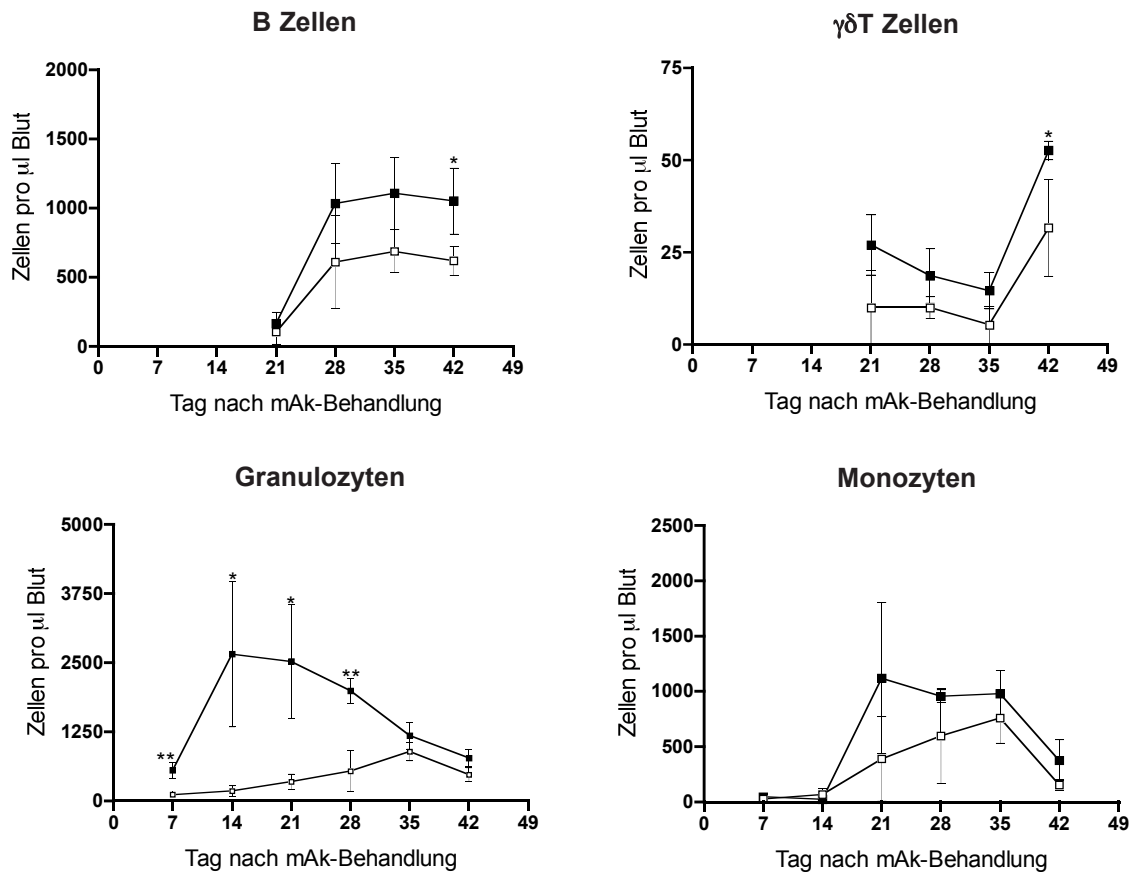 B Zellen
2000
1500
1000
500
0
Zellen pro µl Blut
*
0 7 14 21 28 35 42 49
Tag nach mAk-Behandlung
γδT Zellen
75
50
25
0
Zellen pro µl Blut
*
0 7 14 21 28 35 42 49
Tag nach mAk-Behandlung
Granulozyten
5000
3750
2500
1250
0
Zellen pro µl Blut
** * * **
0 7 14 21 28 35 42 49
Tag nach mAk-Behandlung
Monozyten
2500
2000
1500
1000
500
0
Zellen pro µl Blut
0 7 14 21 28 35 42 49
Tag nach mAk-Behandlung